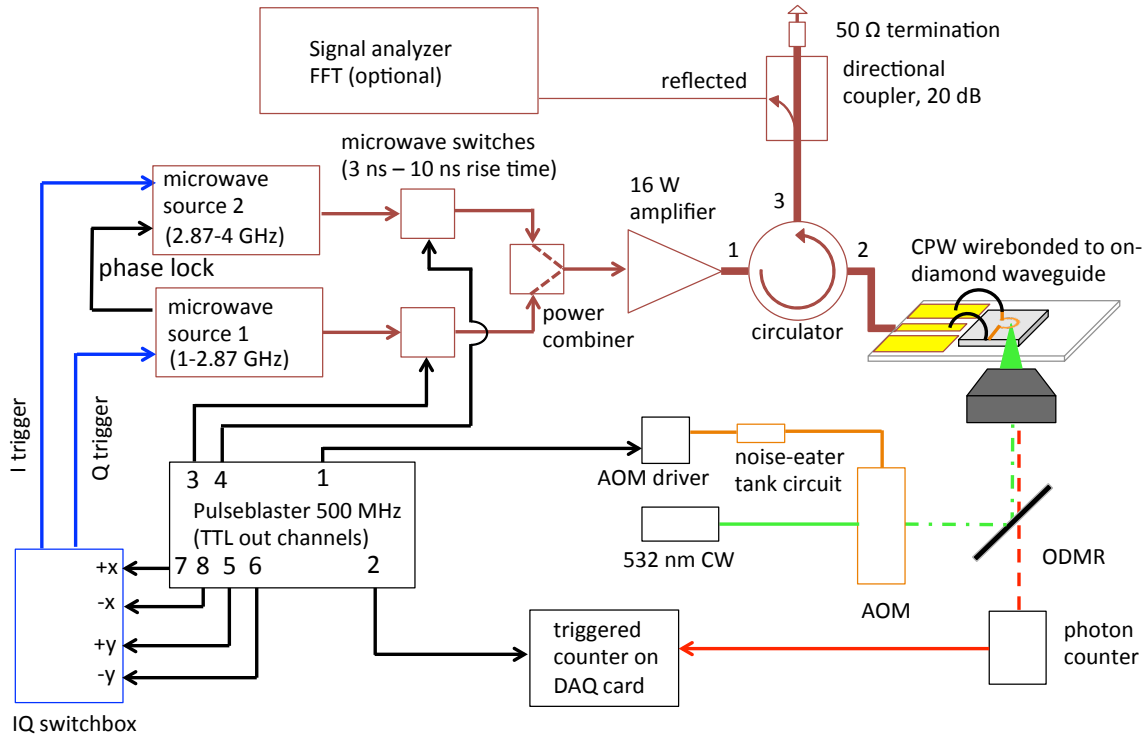 Signal analyzer
FFT (optional)
50 Ω termination
reflected
directional
coupler, 20 dB
microwave switches
(3 ns – 10 ns rise time)
microwave
source 2
(2.87-4 GHz)
phase lock
microwave
source 1
(1-2.87 GHz)
power
combiner
16 W
amplifier
1
2
3
circulator
CPW wirebonded to on-
diamond waveguide
I trigger
Q trigger
3 4 1
Pulseblaster 500 MHz
(TTL out channels)
7 8 5 6 2
+x
-x
+y
-y
IQ switchbox
AOM driver
noise-eater
tank circuit
532 nm CW
AOM
ODMR
triggered
counter on
DAQ card
photon
counter